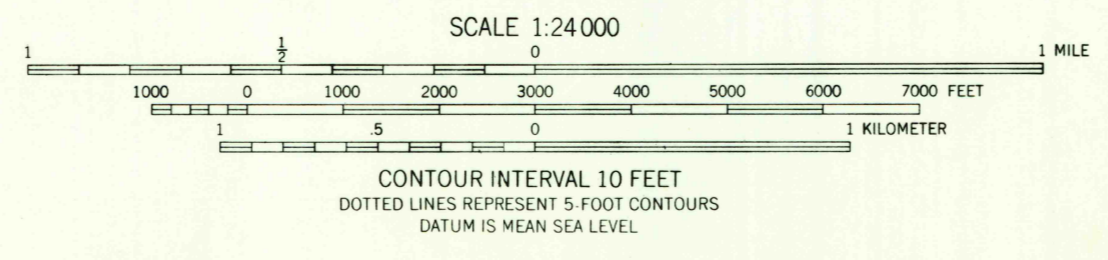 SCALE 1:24 000
1 1/2 0 1 MILE
1000 0 1000 2000 3000 4000 5000 6000 7000 FEET
1 .5 0 1 KILOMETER
CONTOUR INTERVAL 10 FEET
DOTTED LINES REPRESENT 5-FOOT CONTOURS
DATUM IS MEAN SEA LEVEL